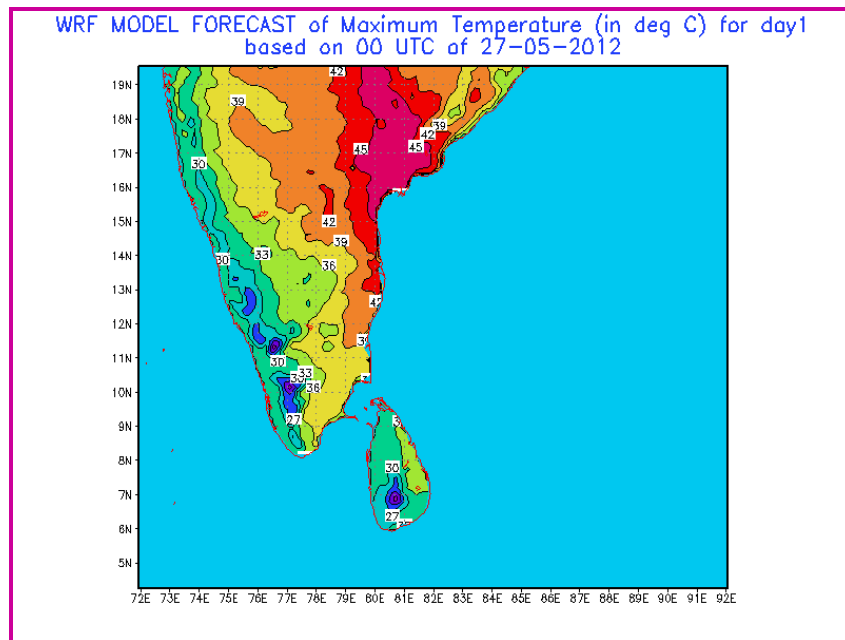 WRF MODEL FORECAST of Maximum Temperature (in deg C) for day1
based on 00 UTC of 27-05-2012
19N
18N
17N
16N
15N
14N
13N
12N
11N
10N
9N
8N
7N
6N
5N
42
39
39
42
45
45
30
42
39
33
30
36
30
33
36
27
30
27
72E 73E 74E 75E 76E 77E 78E 79E 80E 81E 82E 83E 84E 85E 86E 87E 88E 89E 90E 91E 92E